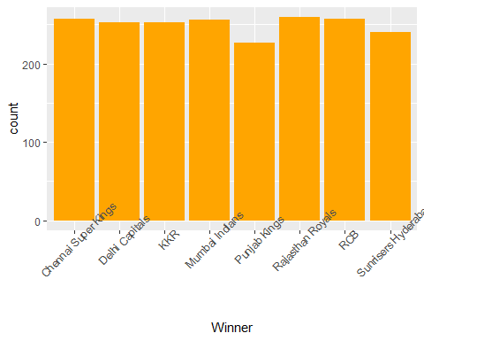 count
200
100
0
Chennai Super Kings
Delhi Capitals
KKR
Mumbai Indians
Punjab Kings
Rajasthan Royals
RCB
Sunrisers Hyderaba
Winner